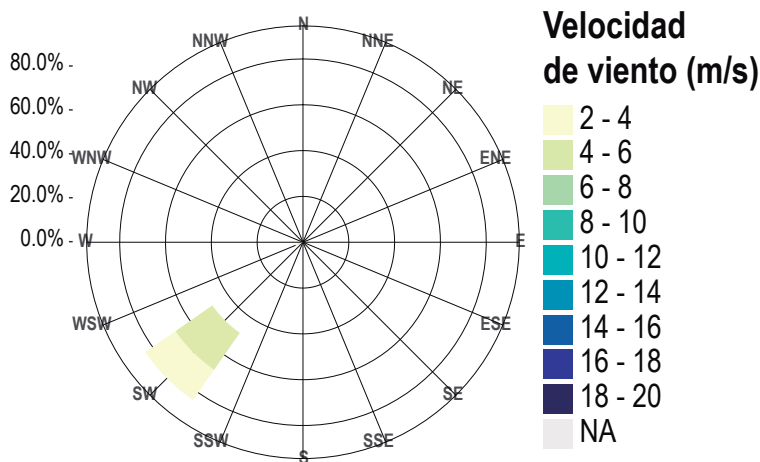 N
NNE
NE
ENE
E
ESE
SE
SSE
S
SSW
SW
WSW
W
WNW
NW
NNW
80.0% -
60.0% -
40.0% -
20.0% -
0.0% -
Velocidad
de viento (m/s)
2 - 4
4 - 6
6 - 8
8 - 10
10 - 12
12 - 14
14 - 16
16 - 18
18 - 20
NA